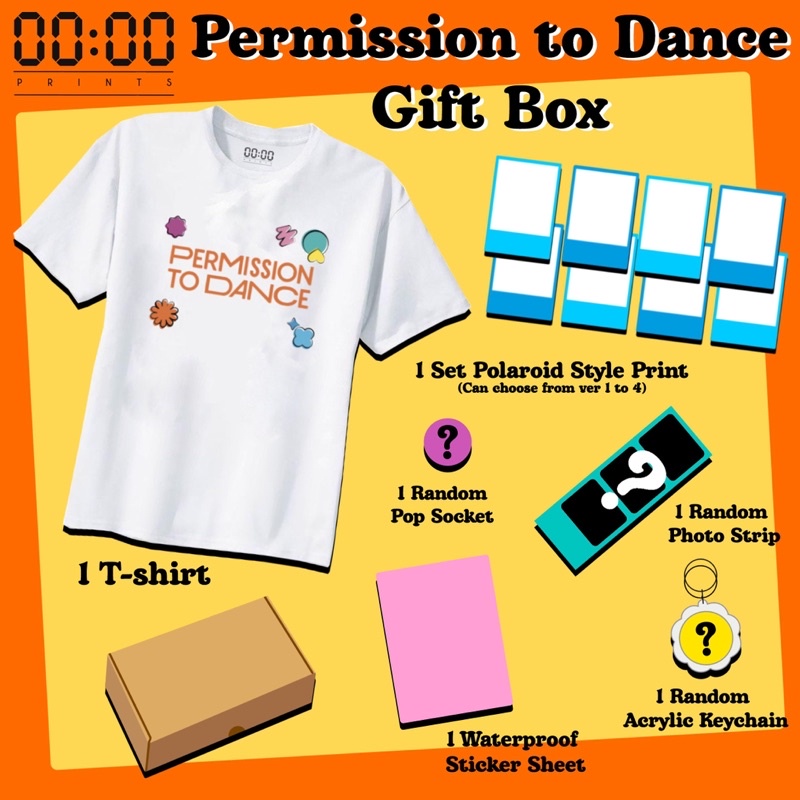 00:00
PRINTS
Permission to Dance
Gift Box
00:00
PERMISSION
TO DANCE
1 Set Polaroid Style Print
(Can choose from ver 1 to 4)
?
1 Random
Pop Socket
?
1 Random
Photo Strip
1 T-shirt
?
1 Random
Acrylic Keychain
1 Waterproof
Sticker Sheet